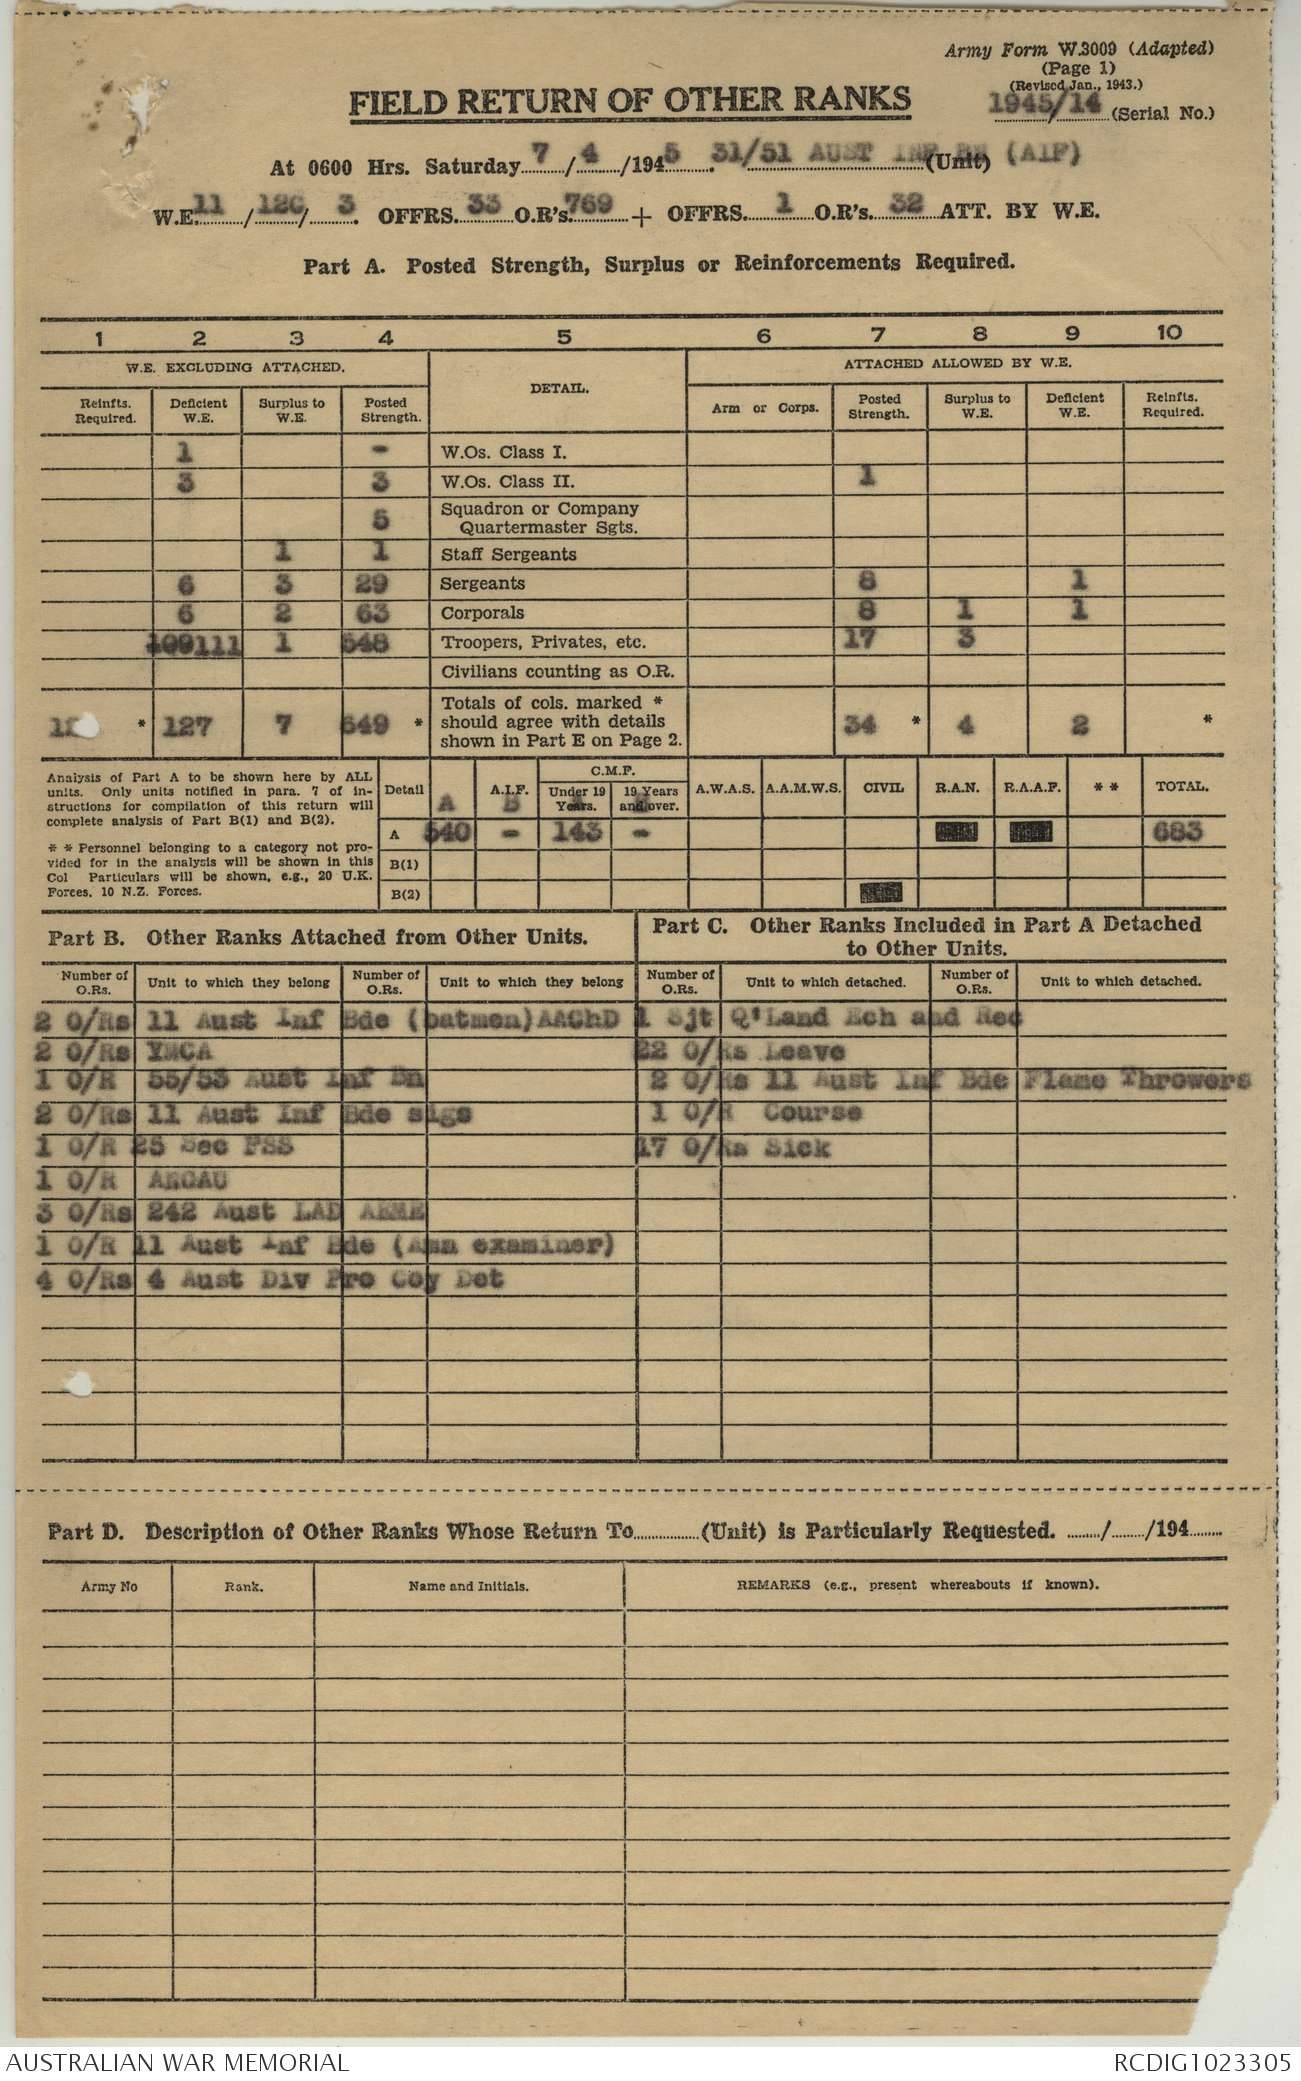 Army Form W.3009 (Adapted)
(Page 1)
(Revised Jan., 1943.)
FIELD RETURN OF OTHER RANKS
1945/14 (Serial No.)
At 0600 Hrs. Saturday 7/4/1945. 31/51 AUST INF BN (AIF) (Unit)
W.E. 11/12C/3. OFFRS. 33 O.R's. 769 + OFFRS. 1 O.R's. 32 ATT. BY W.E.
Part A. Posted Strength, Surplus or Reinforcements Required.
1 2 3 4 5 6 7 8 9 10
W.E. EXCLUDING ATTACHED. DETAIL. ATTACHED ALLOWED BY W.E.
Reinfts. Required. Deficient W.E. Surplus to W.E. Posted Strength. Arm or Corps. Posted Strength. Surplus to W.E. Deficient W.E. Reinfts. Required.
1 - W.Os. Class I.
3 3 W.Os. Class II. 1
5 Squadron or Company Quartermaster Sgts.
1 1 Staff Sergeants
6 3 29 Sergeants 8 1
6 2 63 Corporals 8 1 1
111 1 548 Troopers, Privates, etc. 17 3
Civilians counting as O.R.
* 127 7 649 * Totals of cols. marked * should agree with details shown in Part E on Page 2. 34 * 4 2 *
Analysis of Part A to be shown here by ALL
units. Only units notified in para. 7 of in-
structions for compilation of this return will
complete analysis of Part B(1) and B(2).
* * Personnel belonging to a category not pro-
vided for in the analysis will be shown in this
Col Particulars will be shown, e.g., 20 U.K.
Forces, 10 N.Z. Forces.
Detail A.I.F. C.M.F. A.W.A.S. A.A.M.W.S. CIVIL R.A.N. R.A.A.F. * * TOTAL.
A B Under 19 Years. A 19 Years and over. B
A 540 - 143 - 683
B(1)
B(2)
Part B. Other Ranks Attached from Other Units.
Part C. Other Ranks Included in Part A Detached
to Other Units.
Number of O.Rs. Unit to which they belong Number of O.Rs. Unit to which they belong Number of O.Rs. Unit to which detached. Number of O.Rs. Unit to which detached.
2 O/Rs 11 Aust Inf Bde (batmen)AAChD 1 Sjt Q'Land Ech and Rec
2 O/Rs YMCA 22 O/Rs Leave
1 O/R 55/53 Aust Inf Bn 2 O/Rs 11 Aust Inf Bde Flame Throwers
2 O/Rs 11 Aust Inf Bde sigs 1 O/R Course
1 O/R 25 Sec FSS 17 O/Rs Sick
1 O/R
3 O/Rs 242 Aust LAD AEME
1 O/R 11 Aust Inf Bde (Amn examiner)
4 O/Rs 4 Aust Div Pro Coy Det
Part D. Description of Other Ranks Whose Return To (Unit) is Particularly Requested. / /194
Army No Rank. Name and Initials. REMARKS (e.g., present whereabouts if known).
AUSTRALIAN WAR MEMORIAL RCDIG1023305